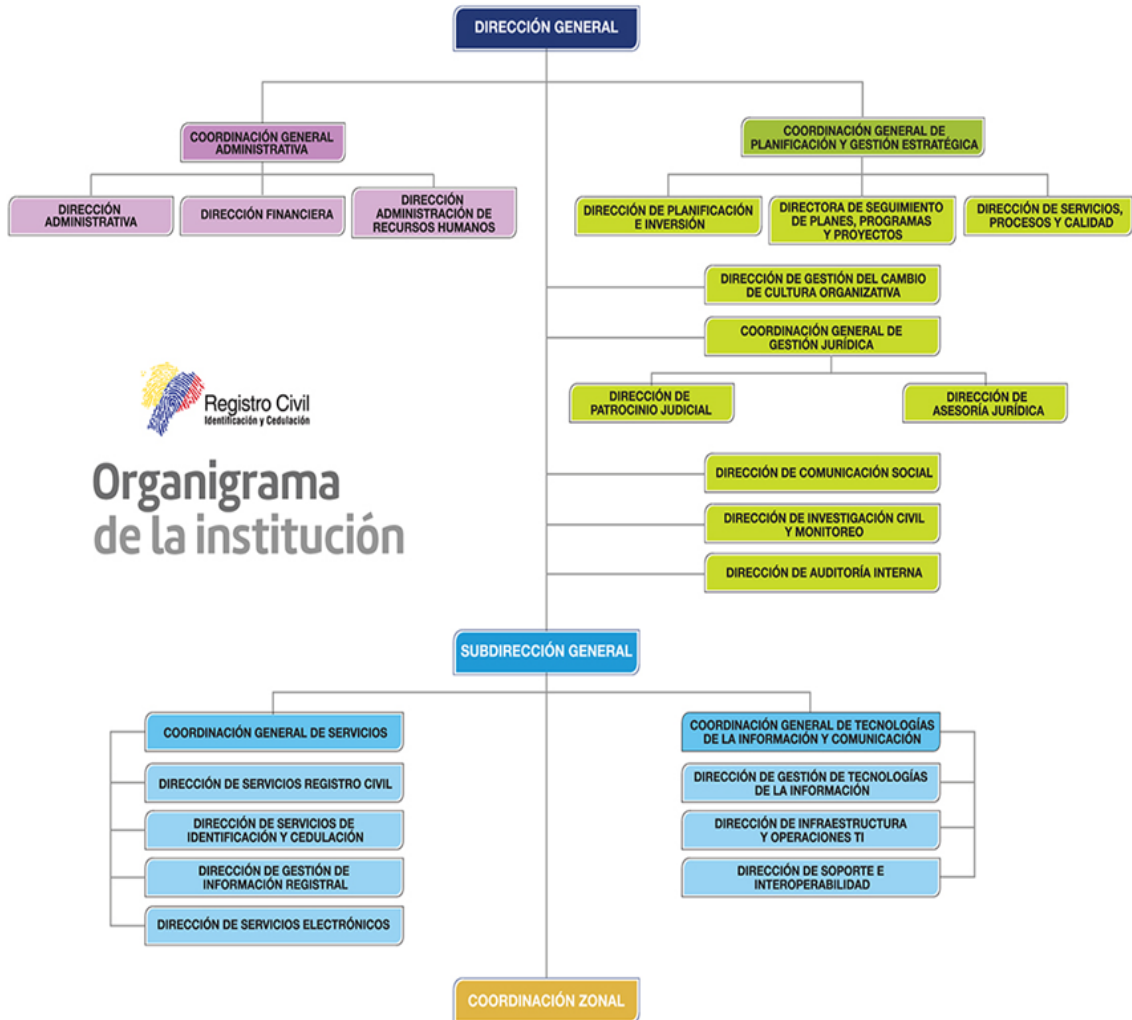 DIRECCIÓN GENERAL
COORDINACIÓN GENERAL
ADMINISTRATIVA
COORDINACIÓN GENERAL DE
PLANIFICACIÓN Y GESTIÓN ESTRATÉGICA
DIRECCIÓN
ADMINISTRATIVA
DIRECCIÓN FINANCIERA
DIRECCIÓN
ADMINISTRACIÓN DE
RECURSOS HUMANOS
DIRECCIÓN DE PLANIFICACIÓN
E INVERSIÓN
DIRECTORA DE SEGUIMIENTO
DE PLANES, PROGRAMAS
Y PROYECTOS
DIRECCIÓN DE SERVICIOS,
PROCESOS Y CALIDAD
DIRECCIÓN DE GESTIÓN DEL CAMBIO
DE CULTURA ORGANIZATIVA
COORDINACIÓN GENERAL DE
GESTIÓN JURÍDICA
DIRECCIÓN DE
PATROCINIO JUDICIAL
DIRECCIÓN DE
ASESORÍA JURÍDICA
Registro Civil
Identificación y Cedulación
Organigrama
de la institución
DIRECCIÓN DE COMUNICACIÓN SOCIAL
DIRECCIÓN DE INVESTIGACIÓN CIVIL
Y MONITOREO
DIRECCIÓN DE AUDITORÍA INTERNA
SUBDIRECCIÓN GENERAL
COORDINACIÓN GENERAL DE SERVICIOS
DIRECCIÓN DE SERVICIOS REGISTRO CIVIL
DIRECCIÓN DE SERVICIOS DE
IDENTIFICACIÓN Y CEDULACIÓN
DIRECCIÓN DE GESTIÓN DE
INFORMACIÓN REGISTRAL
DIRECCIÓN DE SERVICIOS ELECTRÓNICOS
COORDINACIÓN GENERAL DE TECNOLOGÍAS
DE LA INFORMACIÓN Y COMUNICACIÓN
DIRECCIÓN DE GESTIÓN DE TECNOLOGÍAS
DE LA INFORMACIÓN
DIRECCIÓN DE INFRAESTRUCTURA
Y OPERACIONES TI
DIRECCIÓN DE SOPORTE E
INTEROPERABILIDAD
COORDINACIÓN ZONAL